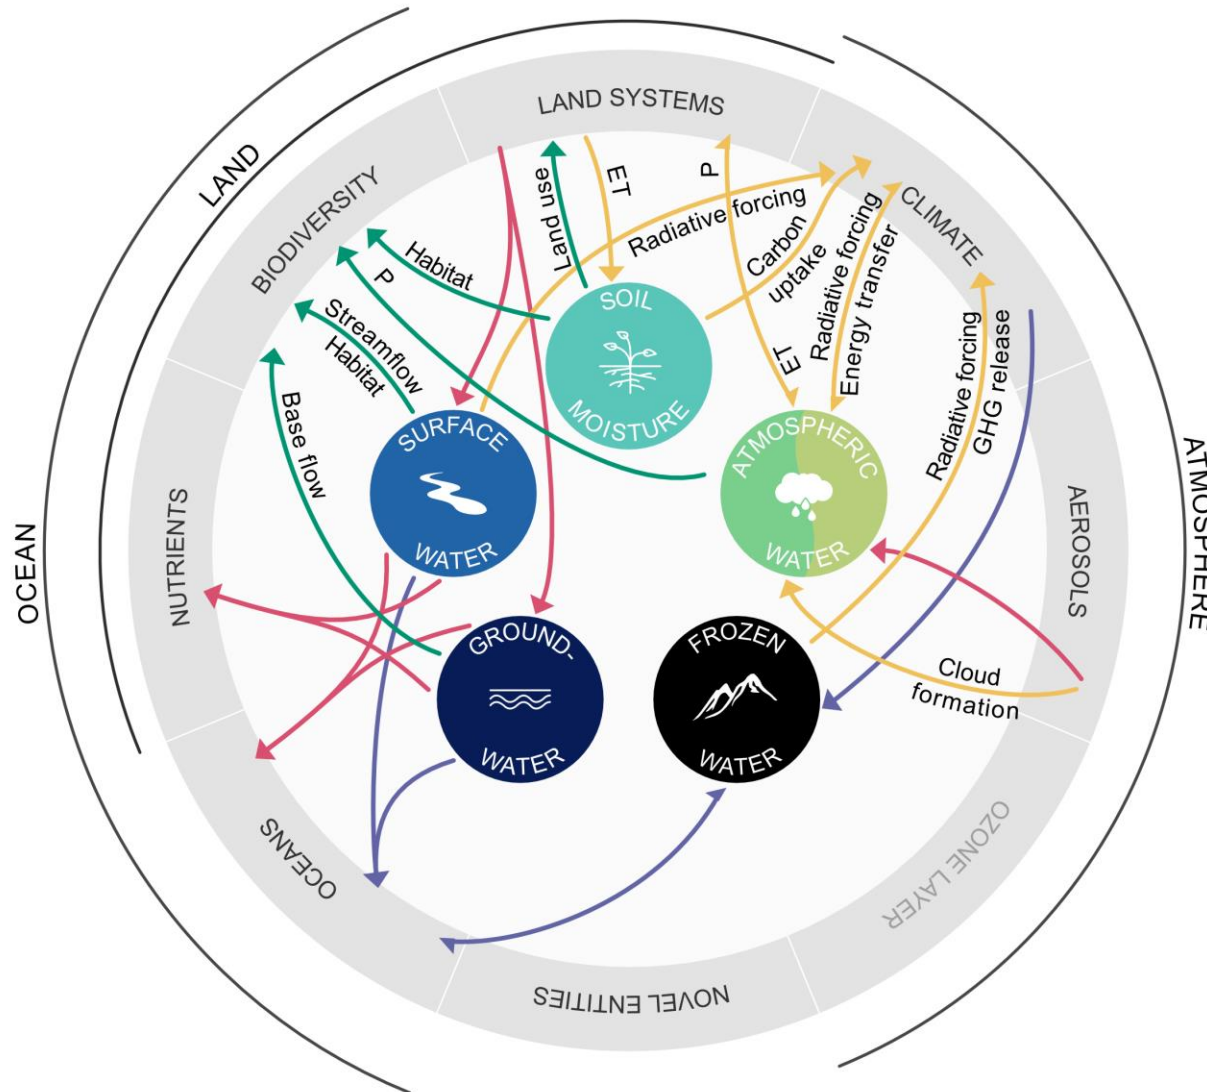 LAND SYSTEMS
LAND
BIODIVERSITY
CLIMATE
P
ET
Land use
Radiative forcing
Habitat
P
Carbon
uptake
Radiative forcing
Energy transfer
SOIL
MOISTURE
Streamflow
Habitat
ET
Radiative forcing
GHG release
Base flow
SURFACE
WATER
ATMOSPHERIC
WATER
ATMOSPHERE
AEROSOLS
NUTRIENTS
OCEAN
GROUND-
WATER
FROZEN
WATER
Cloud
formation
OCEANS
OZONE LAYER
NOVEL ENTITIES